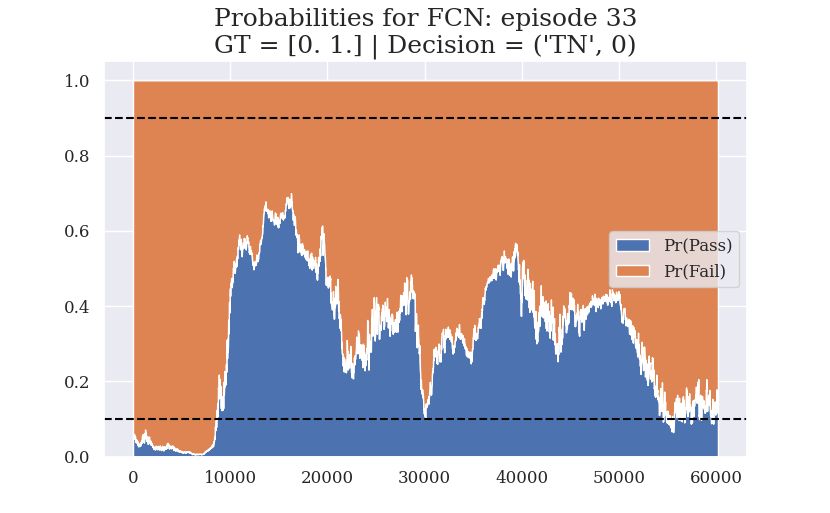 Probabilities for FCN: episode 33
GT = [0. 1.] | Decision = ('TN', 0)
1.0
0.8
0.6
0.4
0.2
0.0
Pr(Pass)
Pr(Fail)
0 10000 20000 30000 40000 50000 60000